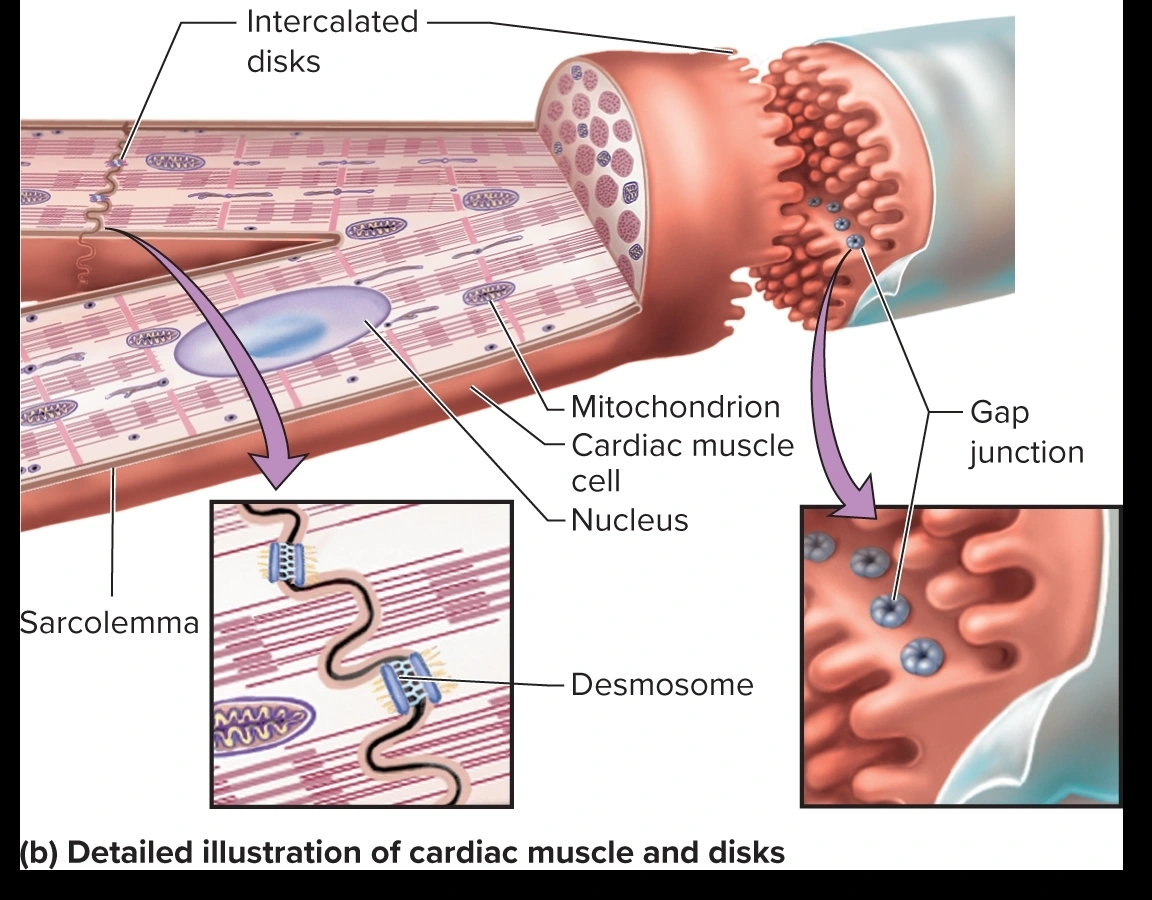 Intercalated
disks
Mitochondrion
Cardiac muscle
cell
Nucleus
Gap
junction
Sarcolemma
Desmosome
(b) Detailed illustration of cardiac muscle and disks